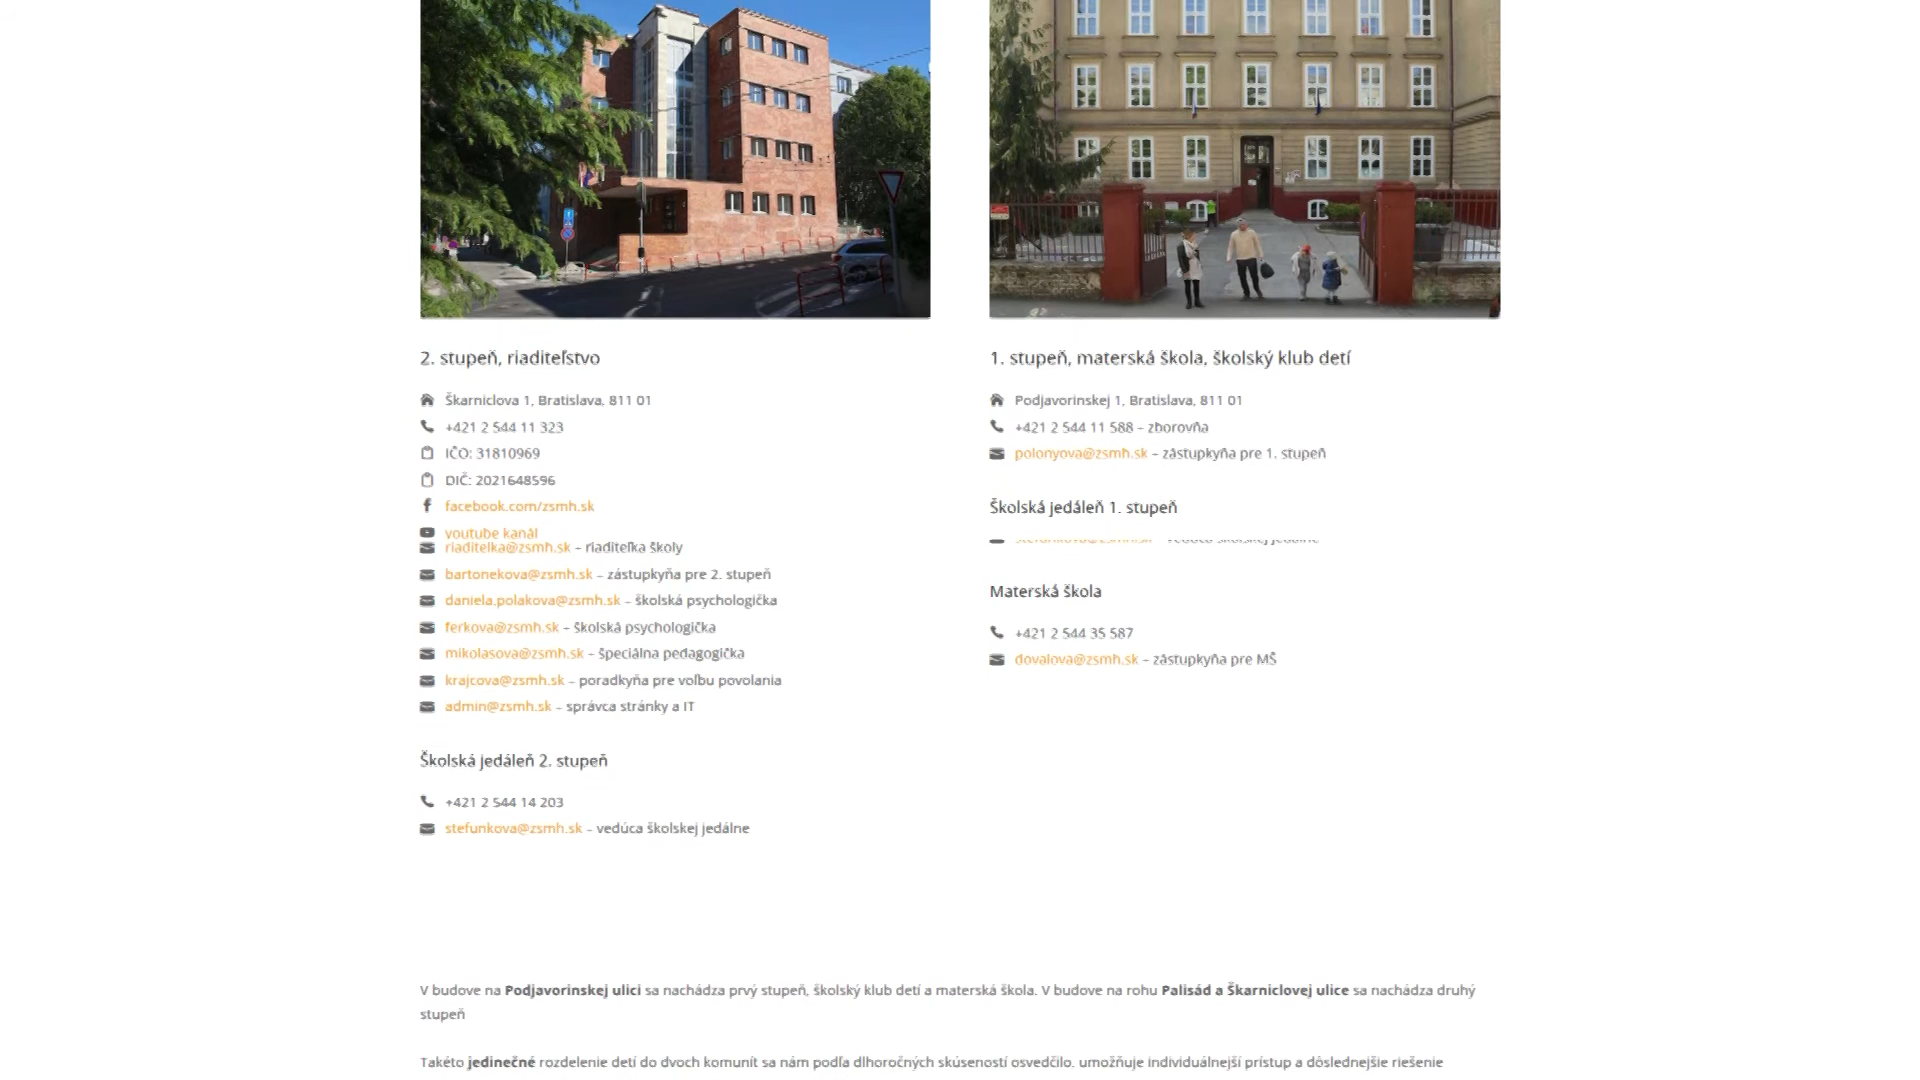 2. stupeň, riaditeľstvo
Škarniclova 1, Bratislava, 811 01
+421 2 544 11 323
IČO: 31810969
DIČ: 2021648596
facebook.com/zsmh.sk
youtube kanál
riaditelka@zsmh.sk – riaditeľka školy
bartonekova@zsmh.sk – zástupkyňa pre 2. stupeň
daniela.polakova@zsmh.sk – školská psychologička
ferkova@zsmh.sk – školská psychologička
mikolasova@zsmh.sk – špeciálna pedagogička
krajcova@zsmh.sk – poradkyňa pre voľbu povolania
admin@zsmh.sk – správca stránky a IT
Školská jedáleň 2. stupeň
+421 2 544 14 203
stefunkova@zsmh.sk – vedúca školskej jedálne
1. stupeň, materská škola, školský klub detí
Podjavorinskej 1, Bratislava, 811 01
+421 2 544 11 588 – zborovňa
polonyova@zsmh.sk – zástupkyňa pre 1. stupeň
Školská jedáleň 1. stupeň
stefunkova@zsmh.sk – vedúca školskej jedálne
Materská škola
+421 2 544 35 587
dovalova@zsmh.sk – zástupkyňa pre MŠ
V budove na Podjavorinskej ulici sa nachádza prvý stupeň, školský klub detí a materská škola. V budove na rohu Palisád a Škarniclovej ulice sa nachádza druhý
stupeň
Takéto jedinečné rozdelenie detí do dvoch komunít sa nám podľa dlhoročných skúseností osvedčilo, umožňuje individuálnejší prístup a dôslednejšie riešenie